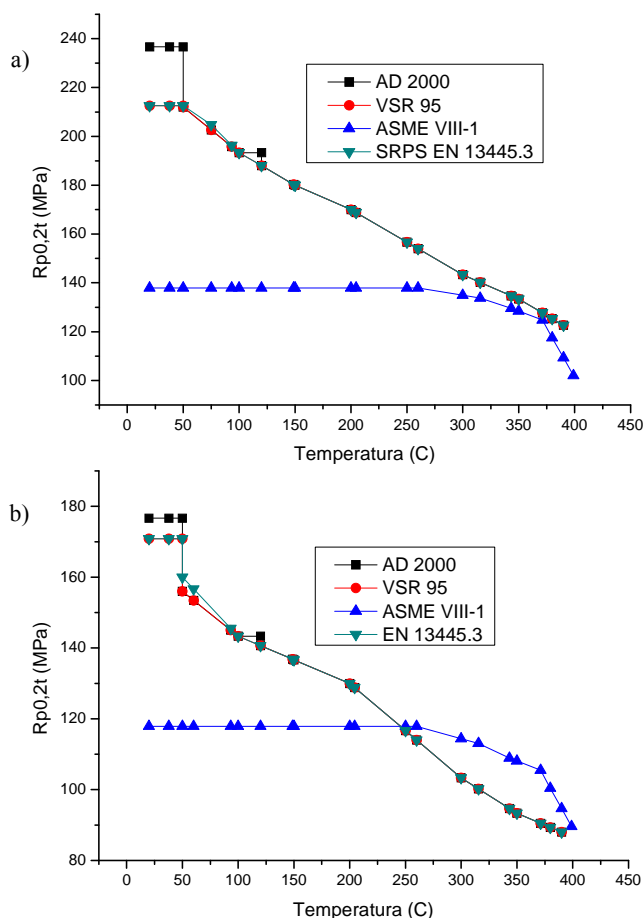 a)
240
220
200
180
160
140
120
100
Rp0,2t (MPa)
AD 2000
VSR 95
ASME VIII-1
SRPS EN 13445.3
0 50 100 150 200 250 300 350 400 450
Temperatura (C)
b)
180
160
140
120
100
80
Rp0,2t (MPa)
AD 2000
VSR 95
ASME VIII-1
EN 13445.3
0 50 100 150 200 250 300 350 400 450
Temperatura (C)